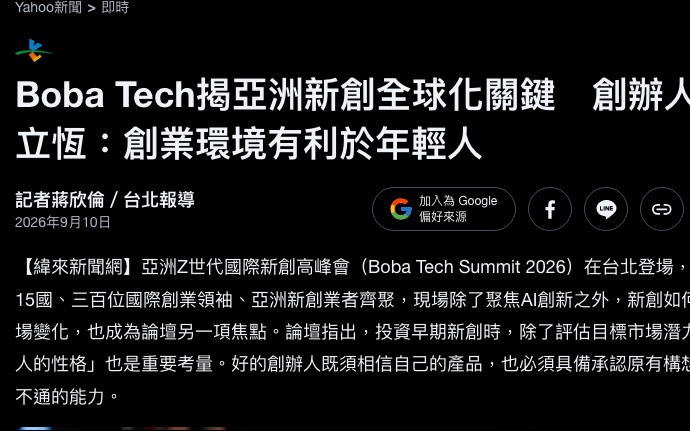 Yahoo新聞 > 即時
Boba Tech揭亞洲新創全球化關鍵　創辦人
立恆：創業環境有利於年輕人
記者蔣欣倫 / 台北報導
2026年9月10日
加入為 Google
偏好來源
LINE
【緯來新聞網】亞洲Z世代國際新創高峰會（Boba Tech Summit 2026）在台北登場，
15國、三百位國際創業領袖、亞洲新創業者齊聚，現場除了聚焦AI創新之外，新創如何
場變化，也成為論壇另一項焦點。論壇指出，投資早期新創時，除了評估目標市場潛力
人的性格」也是重要考量。好的創辦人既須相信自己的產品，也必須具備承認原有構想
不通的能力。